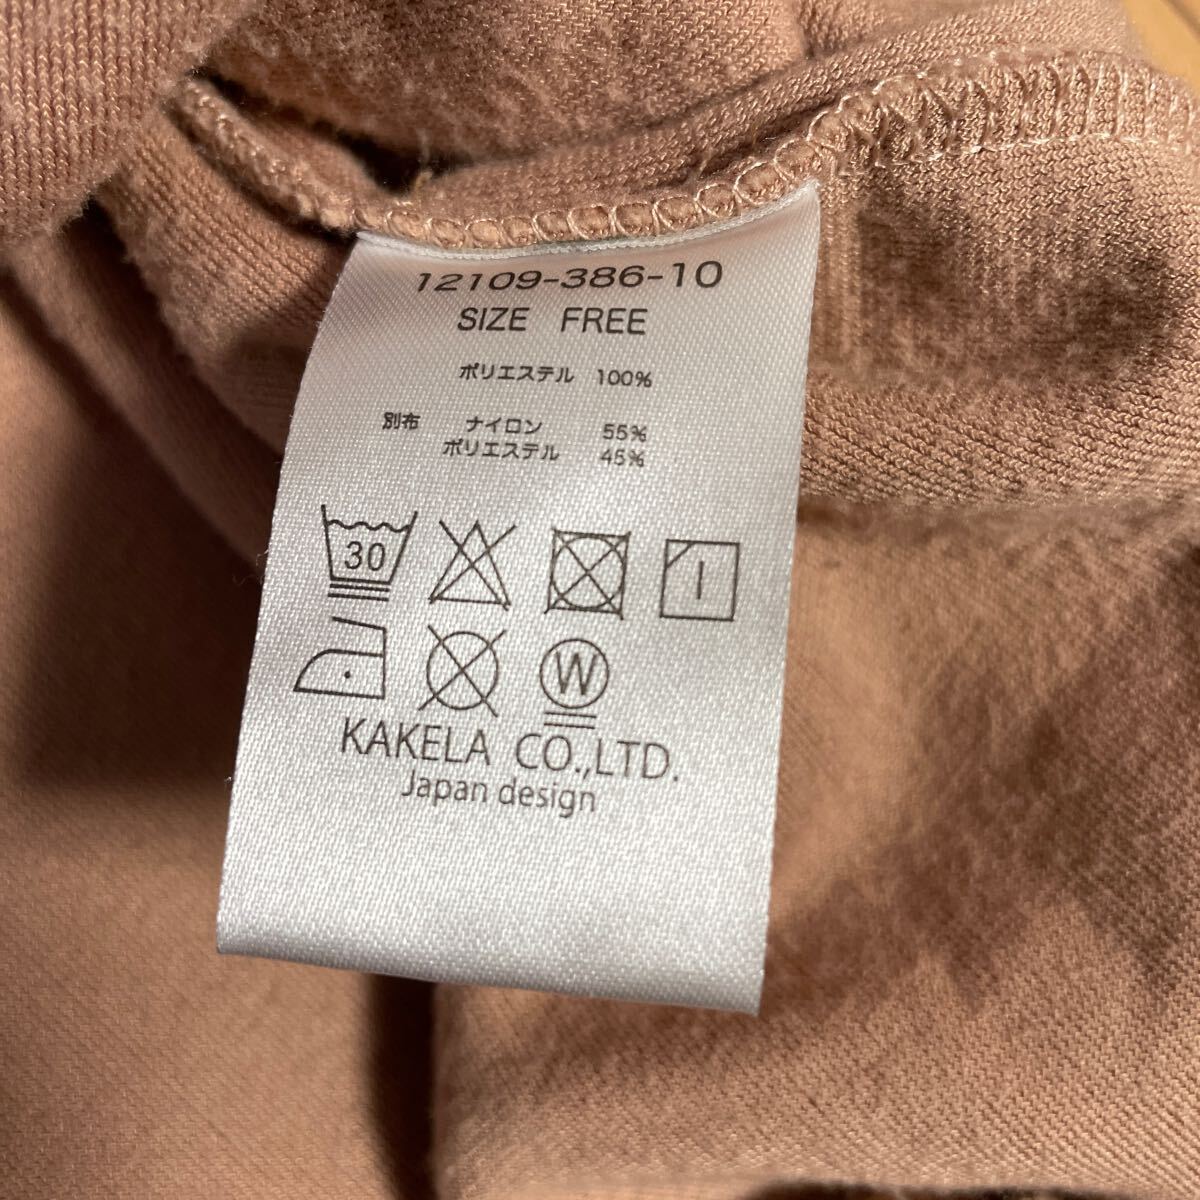 12109-386-10
SIZE FREE
ポリエステル 100%
別布 ナイロン 55%
ポリエステル 45%
30
W
KAKELA CO.,LTD.
Japan design